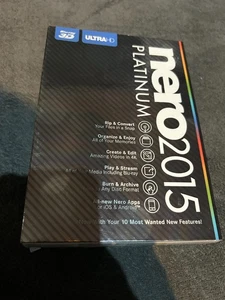 3D
ULTRA HD
nero2015
PLATINUM
Rip & Convert
Your Files in a Snap
Organize & Enjoy
All of Your Memories
Create & Edit
Amazing Videos in 4K
Play & Stream
Media Including Blu-ray
Burn & Archive
Any Disc Format
new Nero Apps
iOS & Android
With Your 10 Most Wanted New Features!